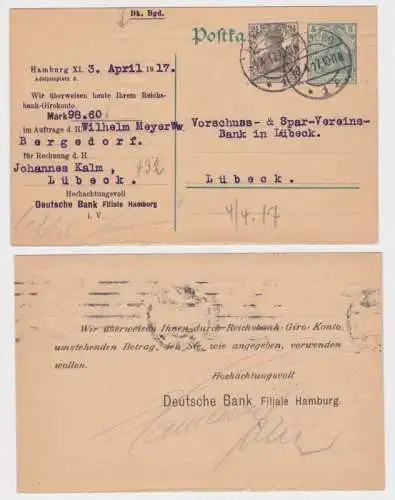 Dk. Bgd.
Postka
Hamburg XI. 3. April 1917.
Adolphsplatz 8.
Wir überweisen heute Ihrem Reichs-
bank-Girokonto
Mark 98.60
im Auftrage d. H. Wilhelm Meyer Ww
Bergedorf.
für Rechnung d. H
Johannes Kalm,
Lübeck.
432
Hochachtungsvoll
Deutsche Bank Filiale Hamburg
i. V.
Vorschuss- & Spar-Vereins-
Bank in Lübeck.
Lübeck.
4/4.17
Wir überweisen Ihnen durch Reichsbank-Giro-Konto
umstehenden Betrag, den Sie, wie angegeben, verwenden
wollen.
Hochachtungsvoll
Deutsche Bank Filiale Hamburg.